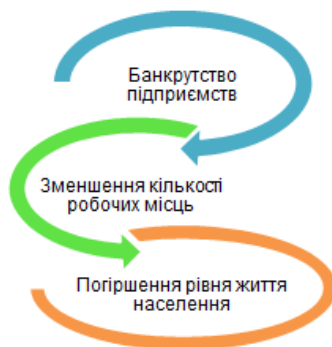 Банкрутство
підприємств
Зменшення кількості
робочих місць
Погіршення рівня життя
населення